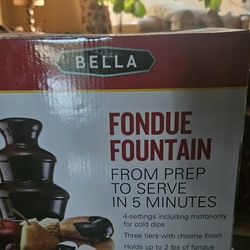 BELLA
FONDUE
FOUNTAIN
FROM PREP
TO SERVE
IN 5 MINUTES
4-settings including motor-only
for cold dips
Three tiers with chrome finish
Holds up to 2 lbs of fondue